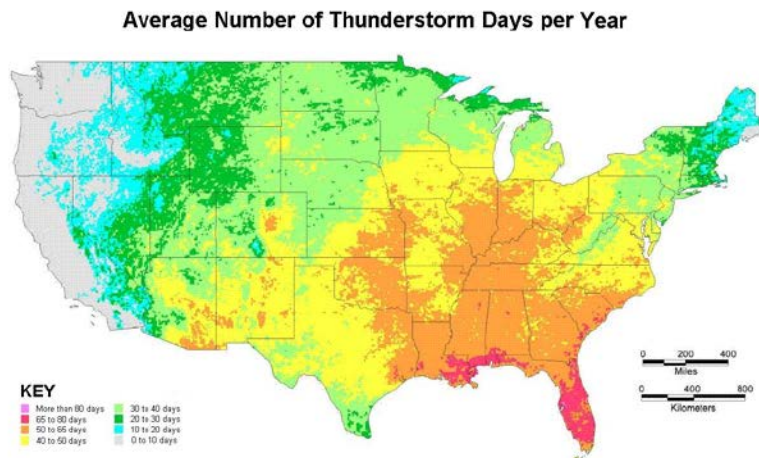 Average Number of Thunderstorm Days per Year
KEY
More than 80 days
65 to 80 days
50 to 65 days
40 to 50 days
30 to 40 days
20 to 30 days
10 to 20 days
0 to 10 days
0 200 400
Miles
0 400 800
Kilometers